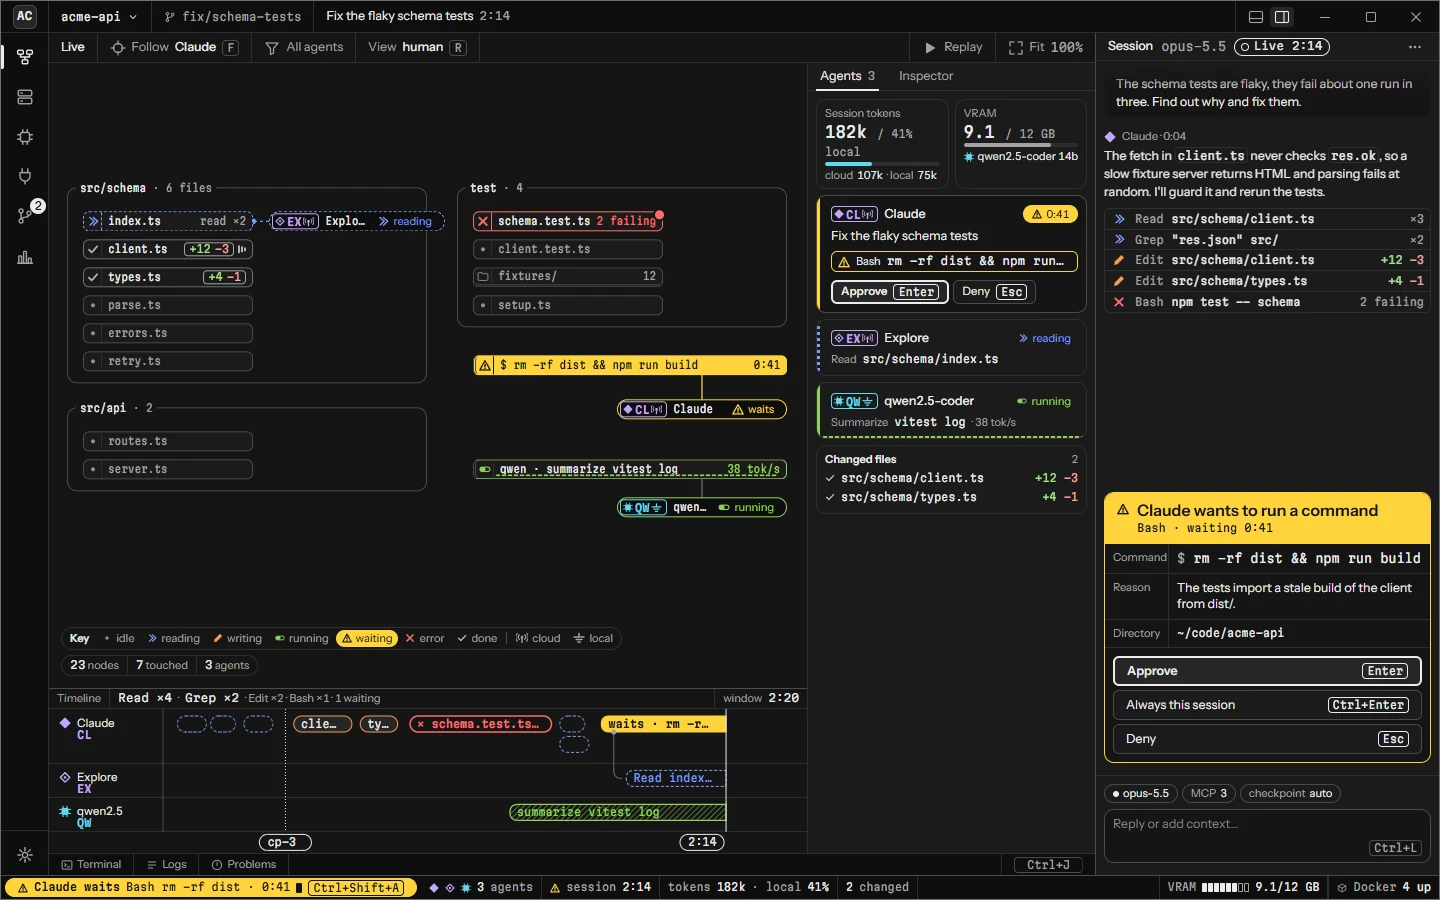 AC
acme-api
fix/schema-tests
Fix the flaky schema tests 2:14
Live
Follow Claude F
All agents
View human R
Replay
Fit 100%
2
src/schema · 6 files
index.ts read ×2
EX Explo… reading
client.ts +12 −3
types.ts +4 −1
parse.ts
errors.ts
retry.ts
src/api · 2
routes.ts
server.ts
test · 4
schema.test.ts 2 failing
client.test.ts
fixtures/ 12
setup.ts
$ rm -rf dist && npm run build 0:41
CL Claude waits
qwen · summarize vitest log 38 tok/s
QW qwen… running
Key idle reading writing running waiting error done cloud local
23 nodes 7 touched 3 agents
Timeline Read ×4 · Grep ×2 · Edit ×2 · Bash ×1 · 1 waiting window 2:20
Claude
CL
clie… ty… × schema.test.ts… waits · rm -r…
Explore
EX
Read index…
qwen2.5
QW
summarize vitest log
cp-3 2:14
Terminal Logs Problems Ctrl+J
Agents 3 Inspector
Session tokens
182k / 41%
local
cloud 107k · local 75k
VRAM
9.1 / 12 GB
qwen2.5-coder 14b
CL Claude 0:41
Fix the flaky schema tests
Bash rm -rf dist && npm run…
Approve Enter Deny Esc
EX Explore reading
Read src/schema/index.ts
QW qwen2.5-coder running
Summarize vitest log · 38 tok/s
Changed files 2
src/schema/client.ts +12 −3
src/schema/types.ts +4 −1
Session opus-5.5 Live 2:14
The schema tests are flaky, they fail about one run in
three. Find out why and fix them.
Claude · 0:04
The fetch in client.ts never checks res.ok, so a
slow fixture server returns HTML and parsing fails at
random. I'll guard it and rerun the tests.
Read src/schema/client.ts ×3
Grep "res.json" src/ ×2
Edit src/schema/client.ts +12 −3
Edit src/schema/types.ts +4 −1
Bash npm test -- schema 2 failing
Claude wants to run a command
Bash · waiting 0:41
Command $ rm -rf dist && npm run build
Reason The tests import a stale build of the client
from dist/.
Directory ~/code/acme-api
Approve Enter
Always this session Ctrl+Enter
Deny Esc
opus-5.5 MCP 3 checkpoint auto
Reply or add context…
Ctrl+L
Claude waits Bash rm -rf dist · 0:41 Ctrl+Shift+A 3 agents session 2:14 tokens 182k · local 41% 2 changed VRAM 9.1/12 GB Docker 4 up